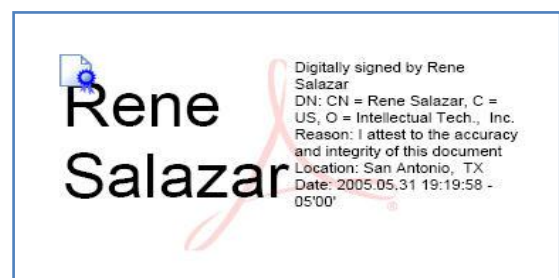 Rene
Salazar
Digitally signed by Rene
Salazar
DN: CN = Rene Salazar, C =
US, O = Intellectual Tech., Inc.
Reason: I attest to the accuracy
and integrity of this document
Location: San Antonio, TX
Date: 2005.05.31 19:19:58 -
05'00'
®